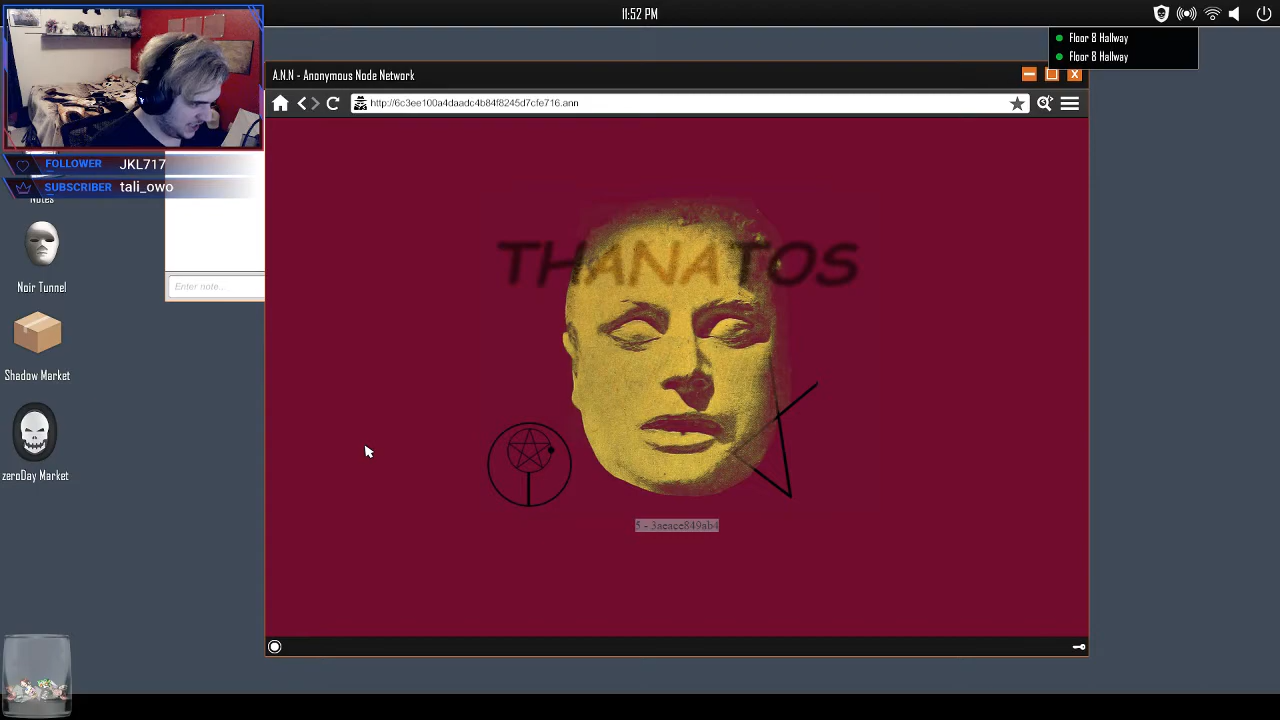 11:52 PM
Floor 8 Hallway
Floor 8 Hallway
A.N.N - Anonymous Node Network
http://6c3ee100a4daadc4b84f8245d7cfe716.ann
FOLLOWER JKL717
SUBSCRIBER tali_owo
Notes
Enter note...
Noir Tunnel
Shadow Market
zeroDay Market
THANATOS
5 - 3aeace849ab4